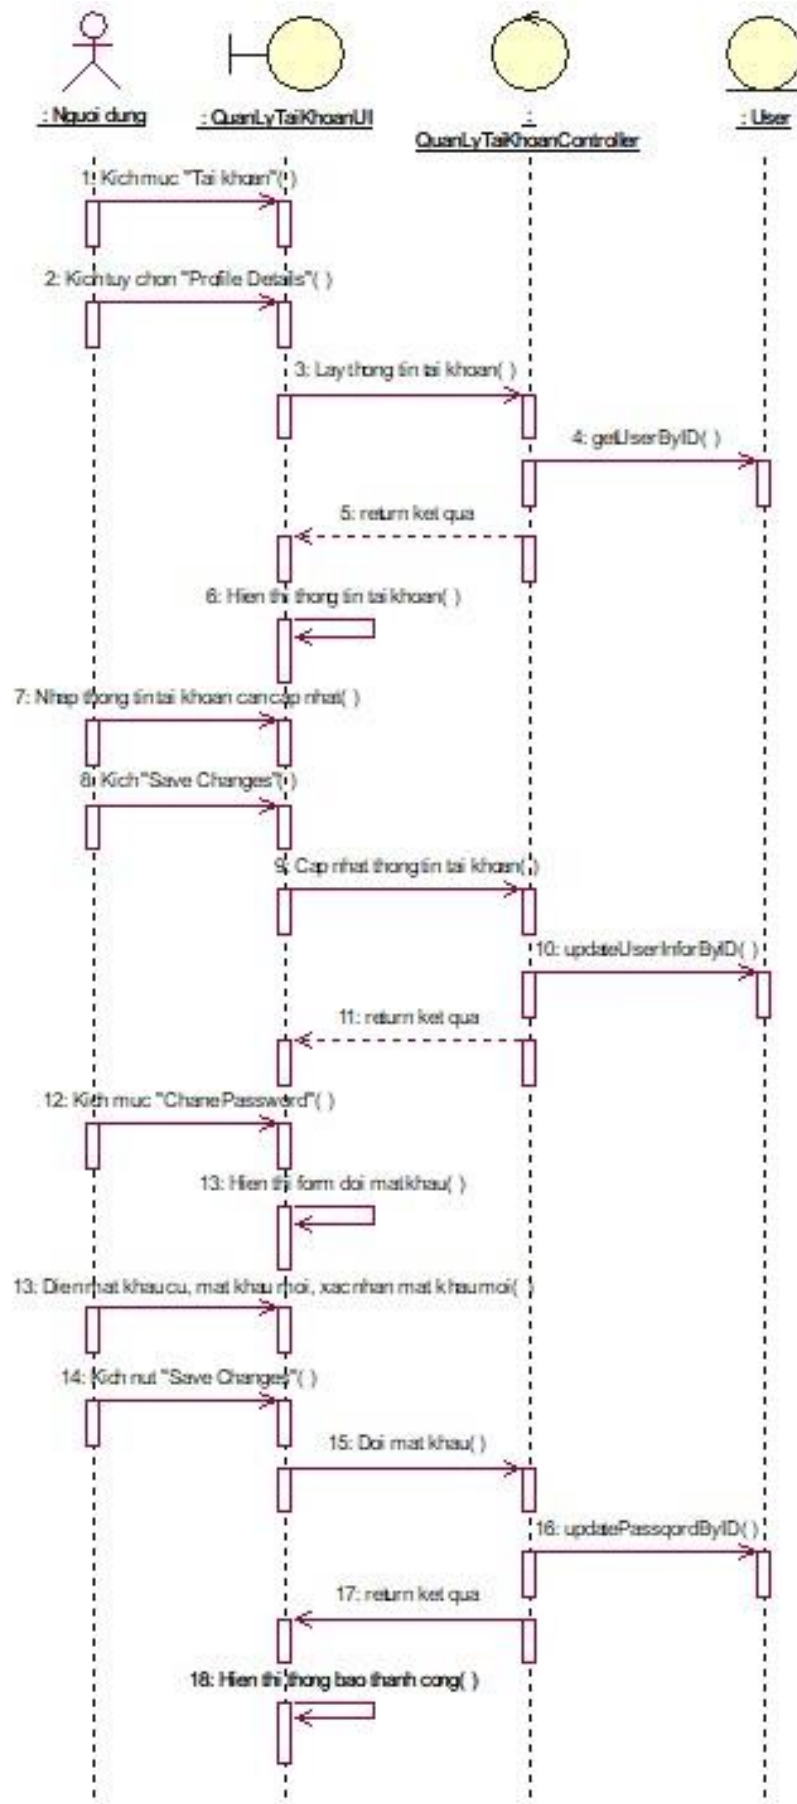 : Nguoi dung
: QuanLyTaiKhoanUI
:
QuanLyTaiKhoanController
: User
1: Kich muc "Tai khoan"( )
2: Kich tuy chon "Profile Details"( )
3: Lay thong tin tai khoan( )
4: getUserByID( )
5: return ket qua
6: Hien thi thong tin tai khoan( )
7: Nhap thong tin tai khoan can cap nhat( )
8: Kich "Save Changes"( )
9: Cap nhat thong tin tai khoan( )
10: updateUserInforByID( )
11: return ket qua
12: Kich muc "Chane Password"( )
13: Hien thi form doi mat khau( )
13: Dien mat khau cu, mat khau moi, xac nhan mat khau moi( )
14: Kich nut "Save Changes"( )
15: Doi mat khau( )
16: updatePassqordByID( )
17: return ket qua
18: Hien thi thong bao thanh cong( )